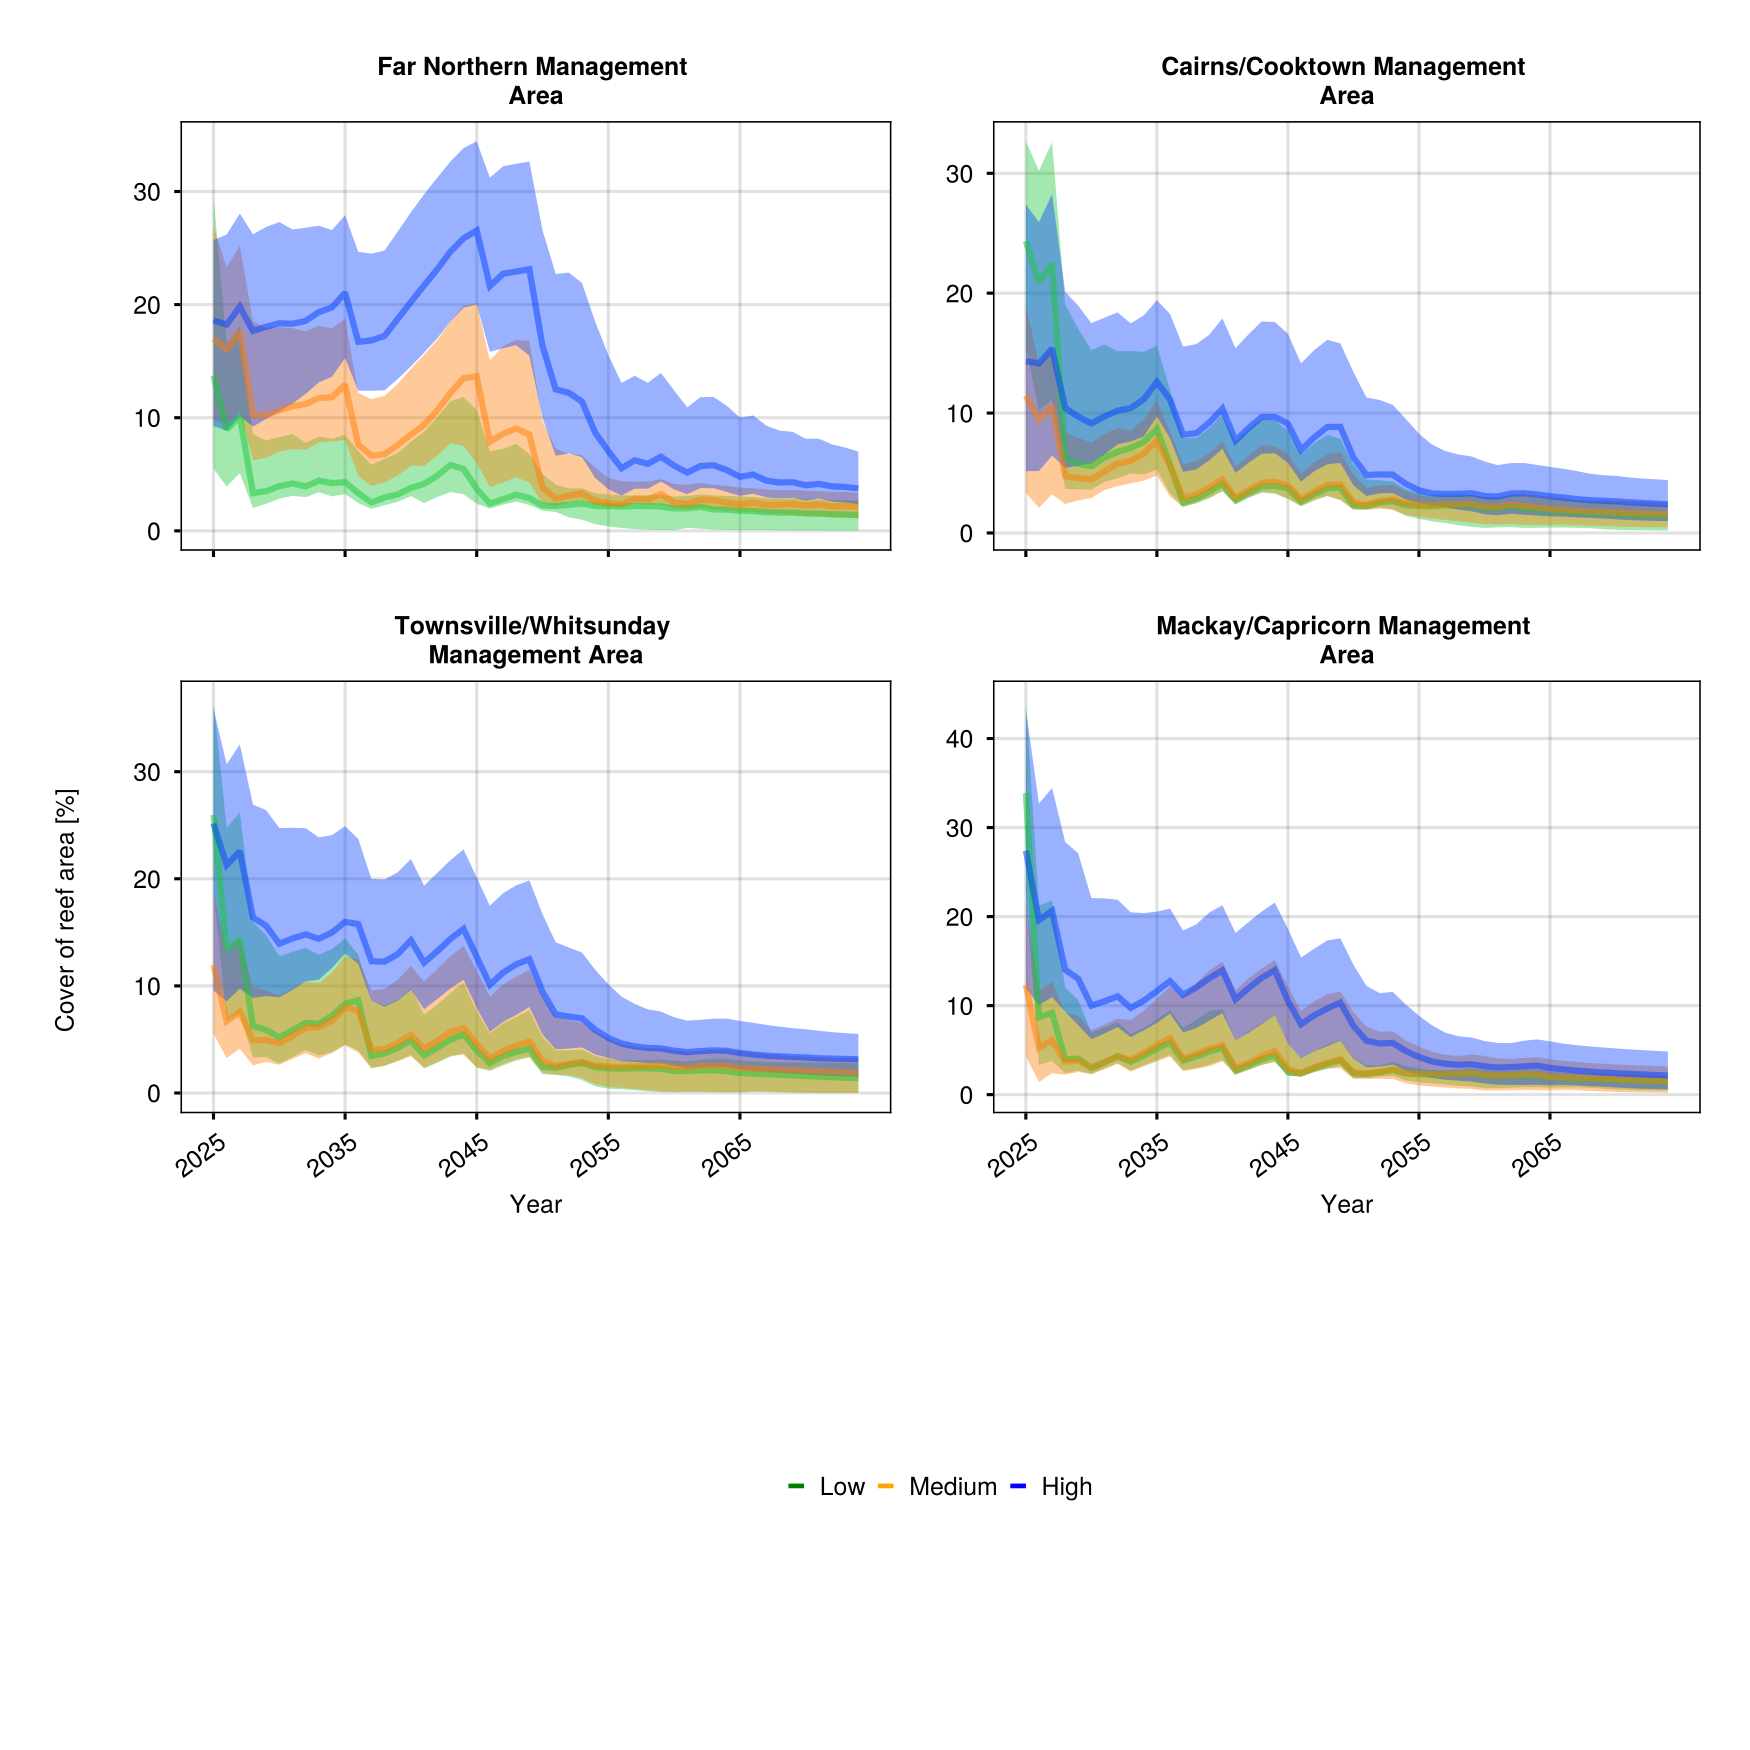 Far Northern Management
Area
30
20
10
0
Cairns/Cooktown Management
Area
30
20
10
0
Townsville/Whitsunday
Management Area
30
20
10
0
2025
2035
2045
2055
2065
Year
Mackay/Capricorn Management
Area
40
30
20
10
0
2025
2035
2045
2055
2065
Year
Cover of reef area [%]
Low Medium High